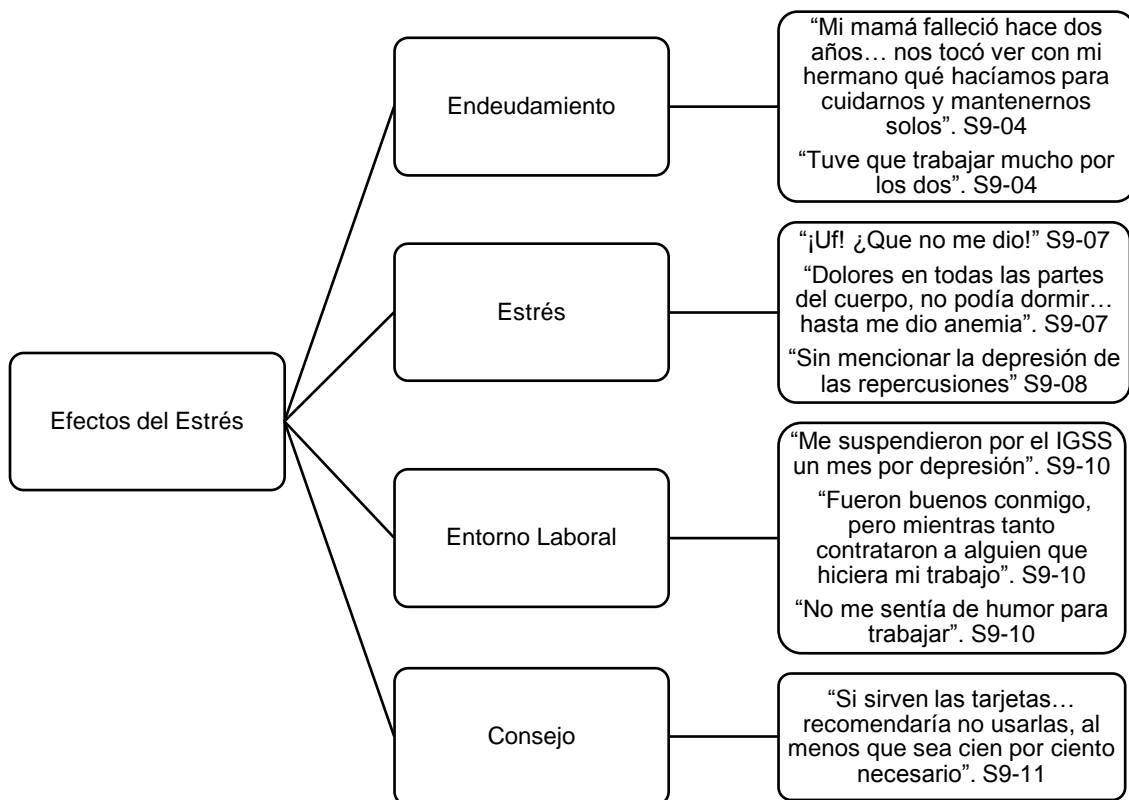 Efectos del Estrés
Endeudamiento
“Mi mamá falleció hace dos
años… nos tocó ver con mi
hermano qué hacíamos para
cuidarnos y mantenernos
solos”. S9-04
“Tuve que trabajar mucho por
los dos”. S9-04
Estrés
“¡Uf! ¿Que no me dio!” S9-07
“Dolores en todas las partes
del cuerpo, no podía dormir…
hasta me dio anemia”. S9-07
“Sin mencionar la depresión de
las repercusiones” S9-08
Entorno Laboral
“Me suspendieron por el IGSS
un mes por depresión”. S9-10
“Fueron buenos conmigo,
pero mientras tanto
contrataron a alguien que
hiciera mi trabajo”. S9-10
“No me sentía de humor para
trabajar”. S9-10
Consejo
“Si sirven las tarjetas…
recomendaría no usarlas, al
menos que sea cien por ciento
necesario”. S9-11